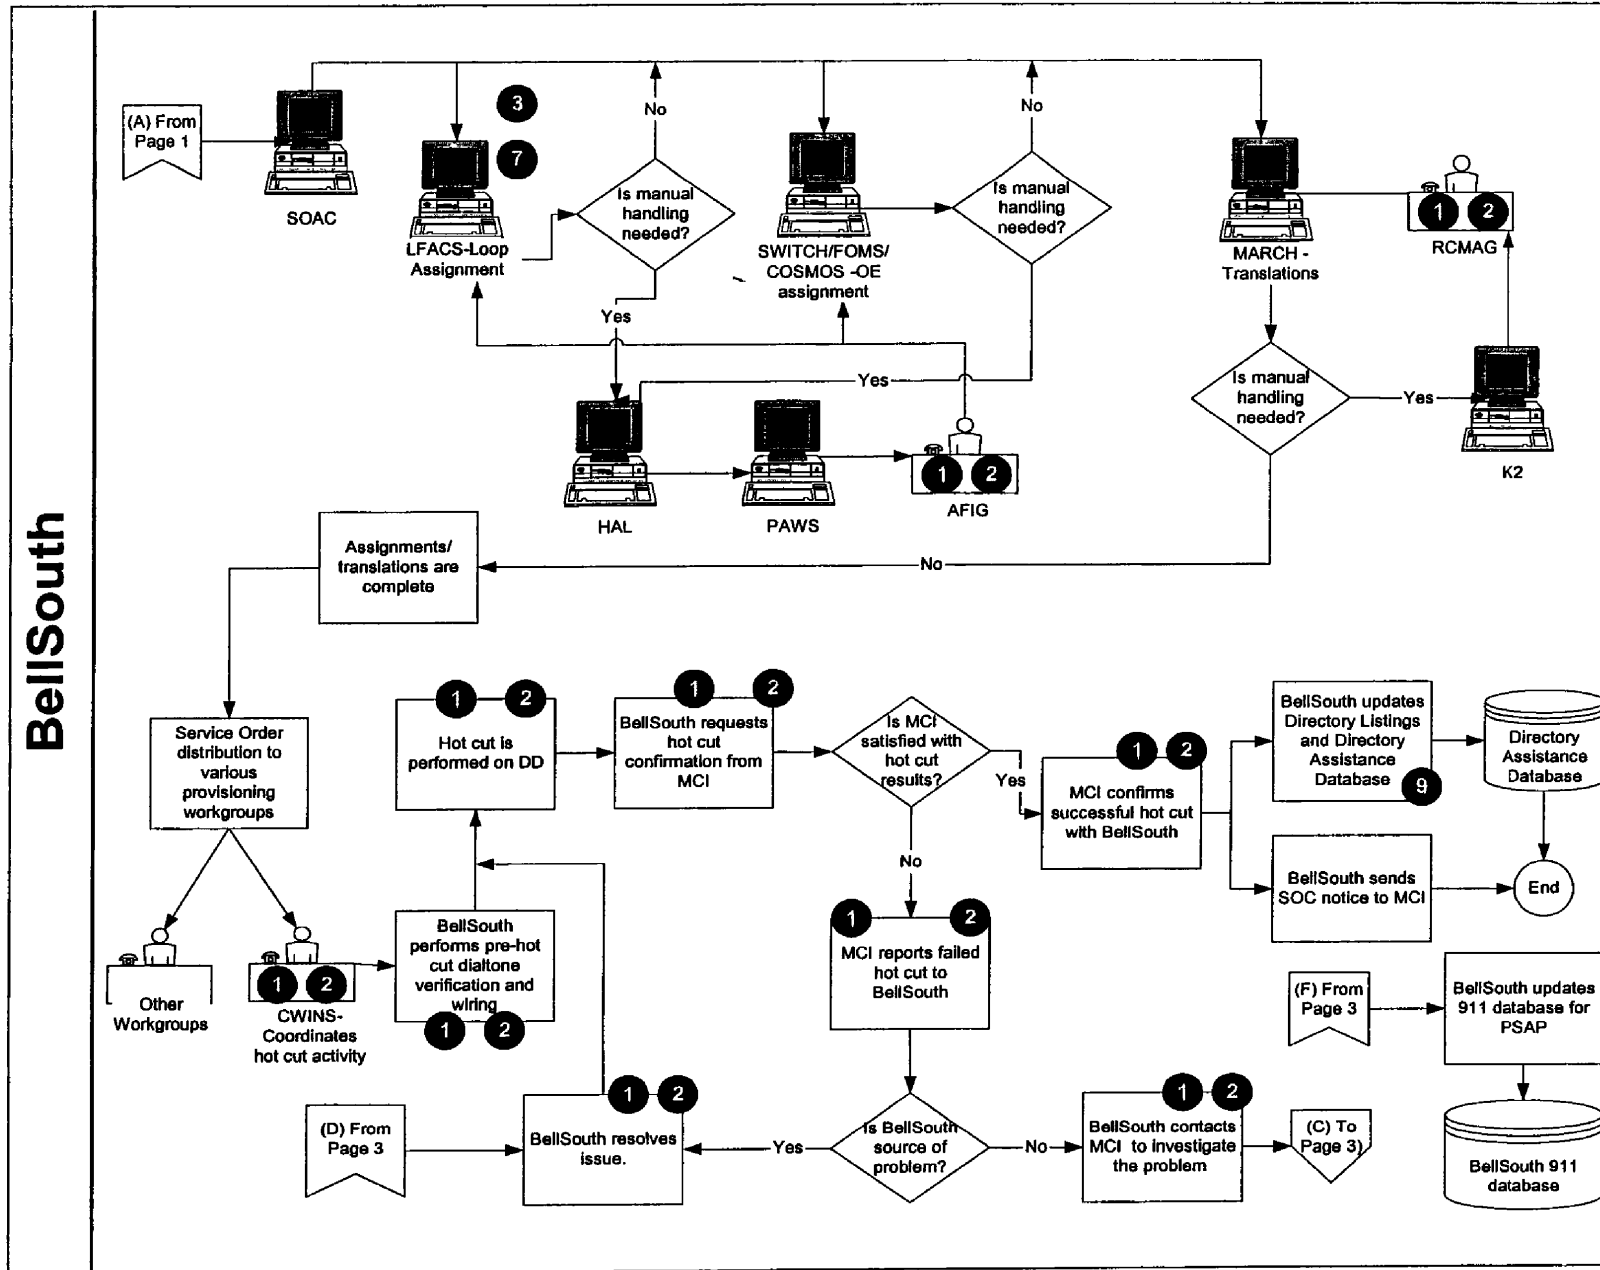 BellSouth
(A) From
Page 1
SOAC
3
7
LFACS-Loop
Assignment
No
Is manual
handling
needed?
Yes
SWITCH/FOMS/
COSMOS -OE
assignment
No
Is manual
handling
needed?
Yes
MARCH -
Translations
1 2
RCMAG
Is manual
handling
needed?
Yes
K2
HAL
PAWS
1 2
AFIG
No
Assignments/
translations are
complete
Service Order
distribution to
various
provisioning
workgroups
Other
Workgroups
1 2
CWINS-
Coordinates
hot cut activity
BellSouth
performs pre-hot
cut dialtone
verification and
wiring
1 2
1 2
Hot cut is
performed on DD
1 2
BellSouth requests
hot cut
confirmation from
MCI
Is MCI
satisfied with
hot cut
results?
Yes
1 2
MCI confirms
successful hot cut
with BellSouth
BellSouth updates
Directory Listings
and Directory
Assistance
Database
9
Directory
Assistance
Database
BellSouth sends
SOC notice to MCI
End
No
1 2
MCI reports failed
hot cut to
BellSouth
Is BellSouth
source of
problem?
Yes
1 2
BellSouth resolves
issue.
(D) From
Page 3
No
1 2
BellSouth contacts
MCI to investigate
the problem
(C) To
Page 3)
(F) From
Page 3
BellSouth updates
911 database for
PSAP
BellSouth 911
database